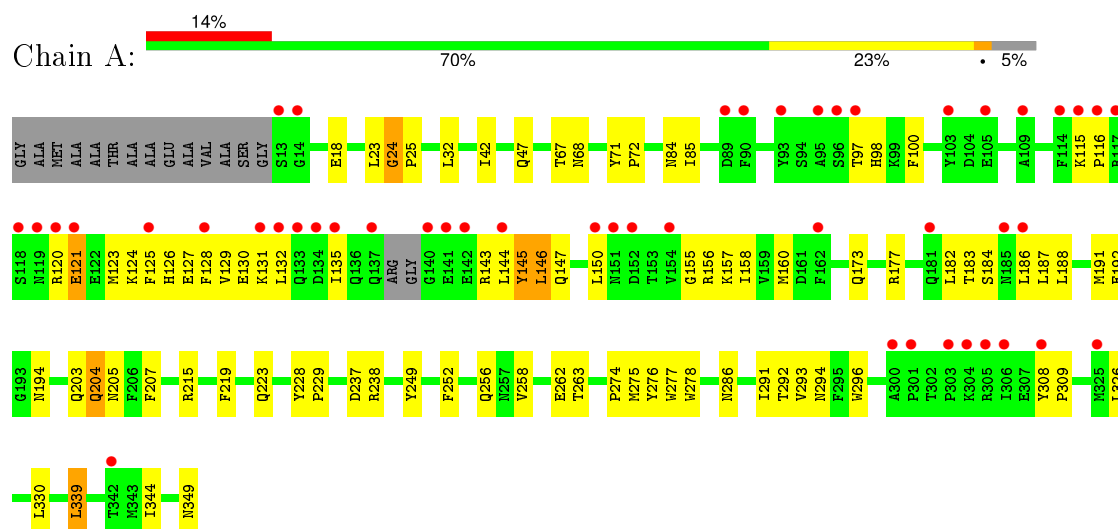 14%
Chain A:
70% 23% • 5%
GLY ALA MET ALA ALA THR ALA ALA GLU ALA VAL ALA SER GLY S13 G14 E18 L23 G24 P25 L32 I42 Q47 T67 N68 Y71 P72 N84 I85 D89 F90 Y93 S94 A95 S96 T97 H98 K99 F100 Y103 D104 E105 A109 F114 K115 P116 R117
S118 N119 R120 E121 E122 M123 K124 F125 H126 E127 F128 V129 E130 K131 L132 Q133 D134 I135 Q136 Q137 ARG GLY G140 E141 E142 R143 L144 Y145 L146 Q147 L150 N151 D152 T153 V154 G155 R156 K157 I158 V159 M160 D161 F162 Q173 R177 Q181 L182 T183 S184 N185 L186 L187 L188 M191 E192
G193 N194 Q203 Q204 N205 F206 F207 R215 F219 Q223 Y228 P229 D237 R238 Y249 F252 Q256 N257 V258 E262 T263 P274 M275 Y276 W277 W278 N286 I291 T292 V293 N294 F295 W296 A300 P301 T302 P303 K304 R305 I306 E307 Y308 P309 M325 L326
L330 L339 T342 M343 I344 N349